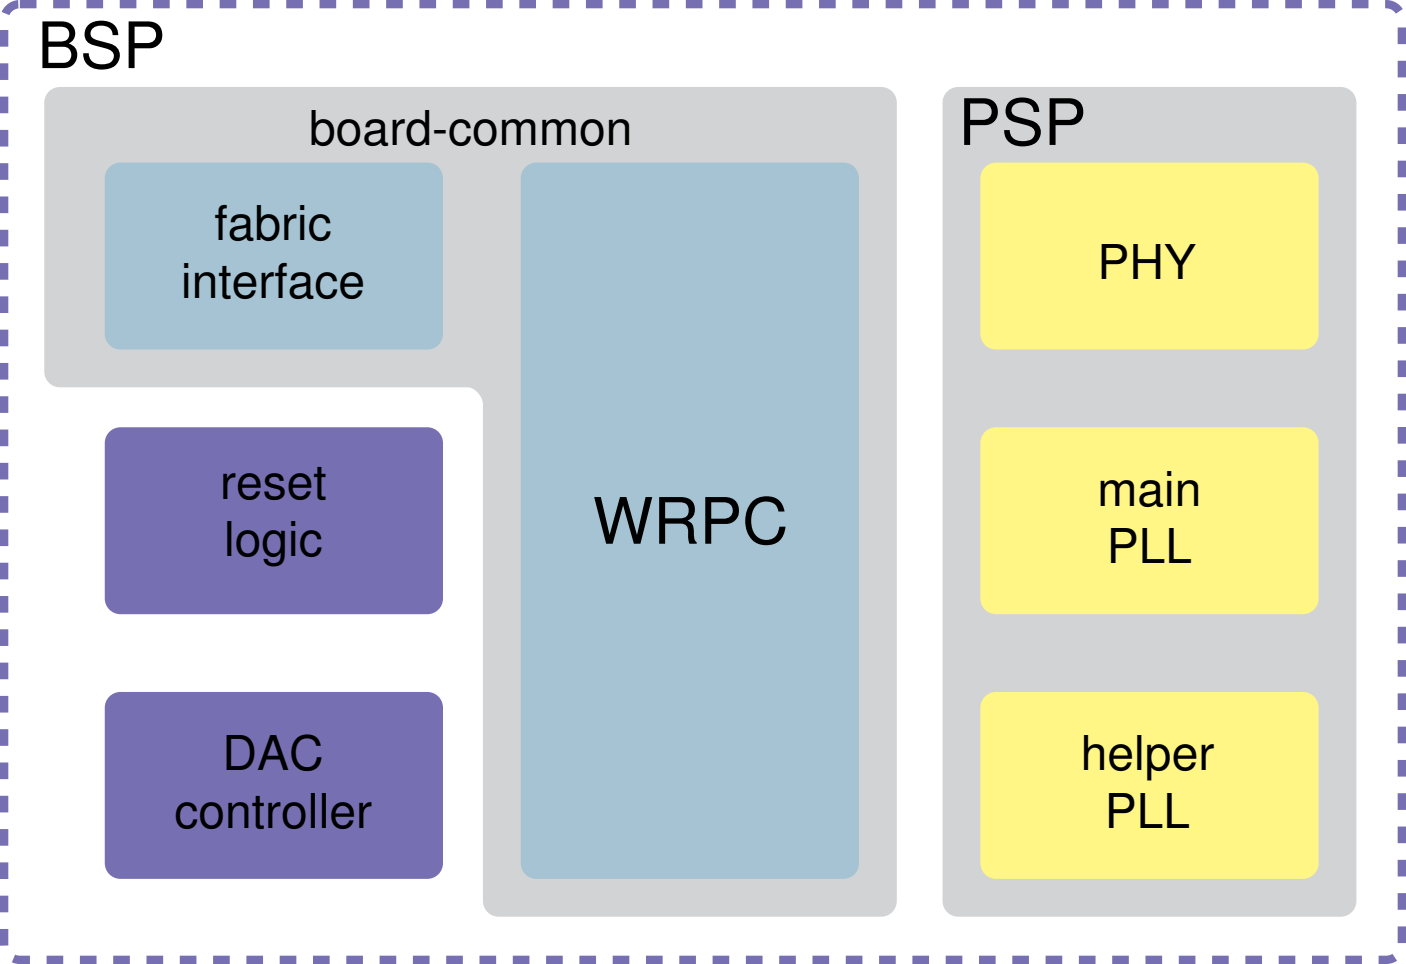 BSP
board-common
fabric
interface
reset
logic
DAC
controller
WRPC
PSP
PHY
main
PLL
helper
PLL